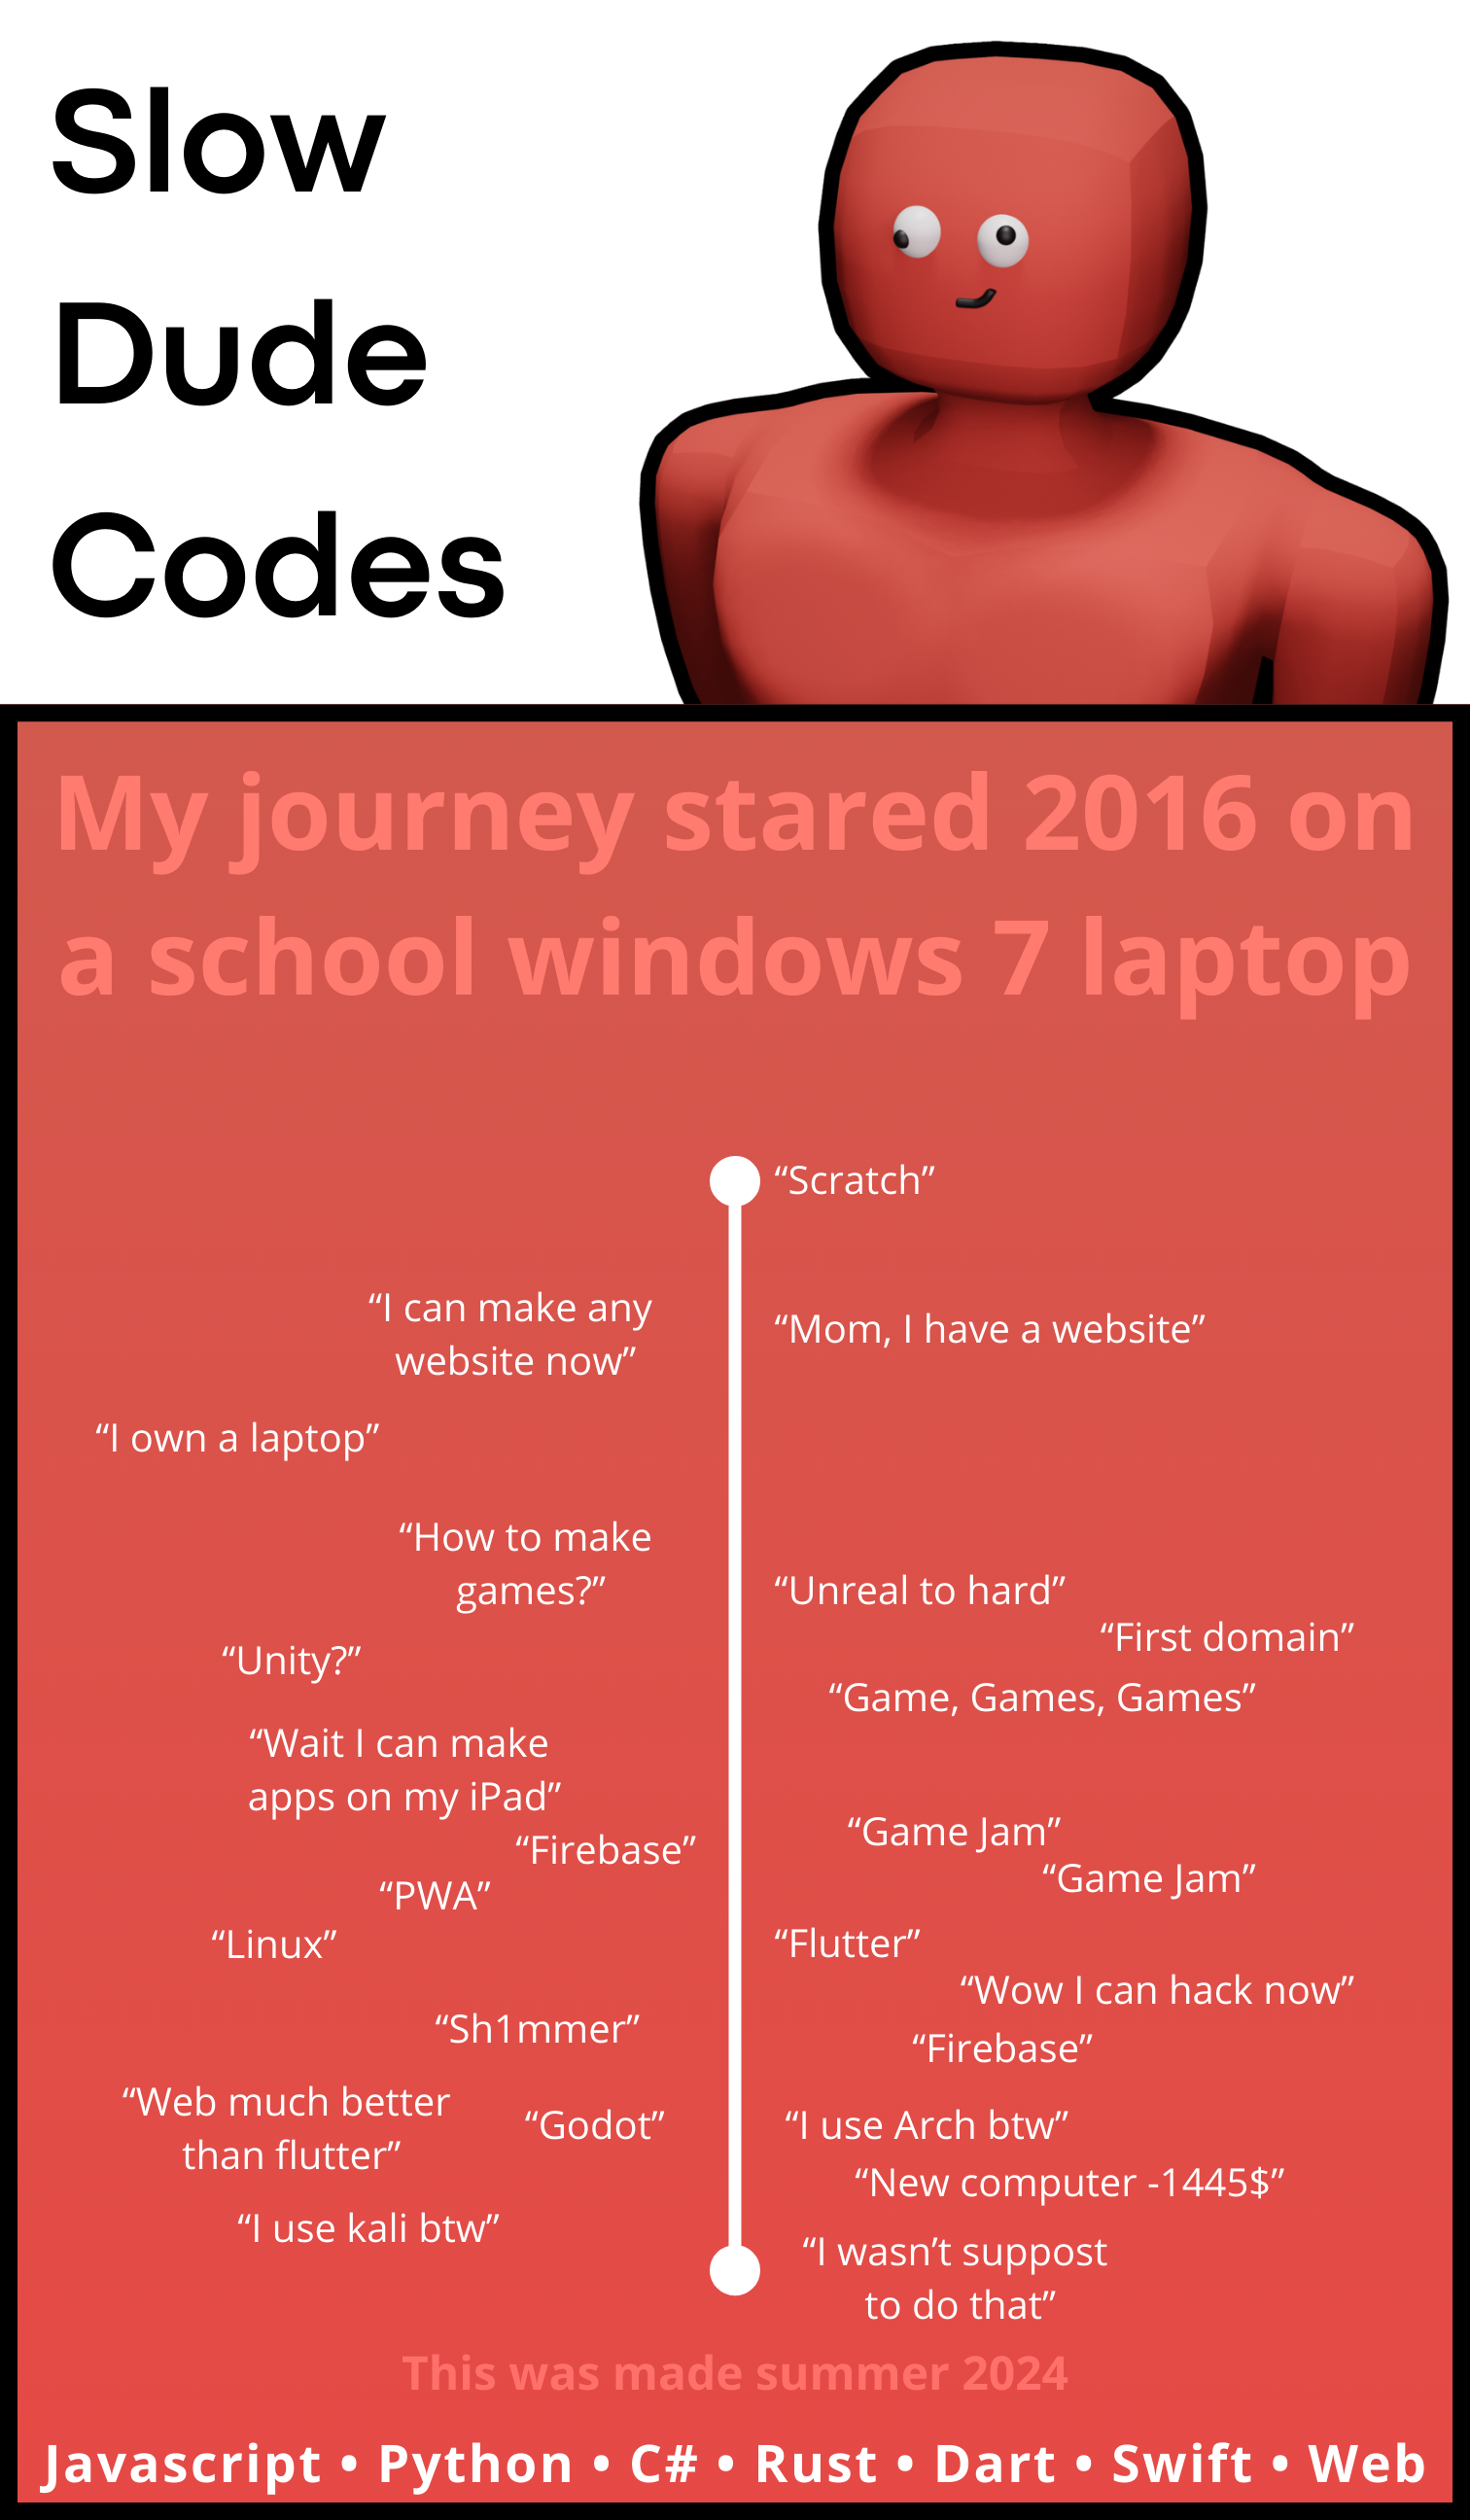 Slow
Dude
Codes
My journey stared 2016 on
a school windows 7 laptop
“Scratch”
“I can make any
website now”
“Mom, I have a website”
“I own a laptop”
“How to make
games?”
“Unreal to hard”
“First domain”
“Unity?”
“Game, Games, Games”
“Wait I can make
apps on my iPad”
“Game Jam”
“Firebase”
“Game Jam”
“PWA”
“Linux”
“Flutter”
“Wow I can hack now”
“Sh1mmer”
“Firebase”
“Web much better
than flutter”
“Godot”
“I use Arch btw”
“New computer -1445$”
“I use kali btw”
“I wasn’t suppost
to do that”
This was made summer 2024
Javascript • Python • C# • Rust • Dart • Swift • Web